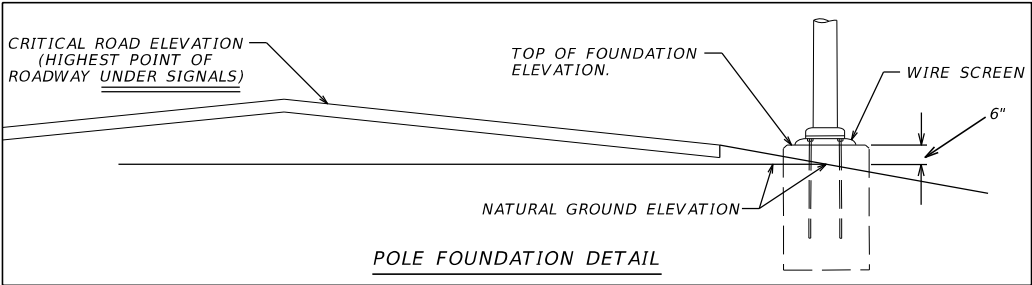 CRITICAL ROAD ELEVATION
(HIGHEST POINT OF
ROADWAY UNDER SIGNALS)
TOP OF FOUNDATION
ELEVATION.
WIRE SCREEN
6"
NATURAL GROUND ELEVATION
POLE FOUNDATION DETAIL